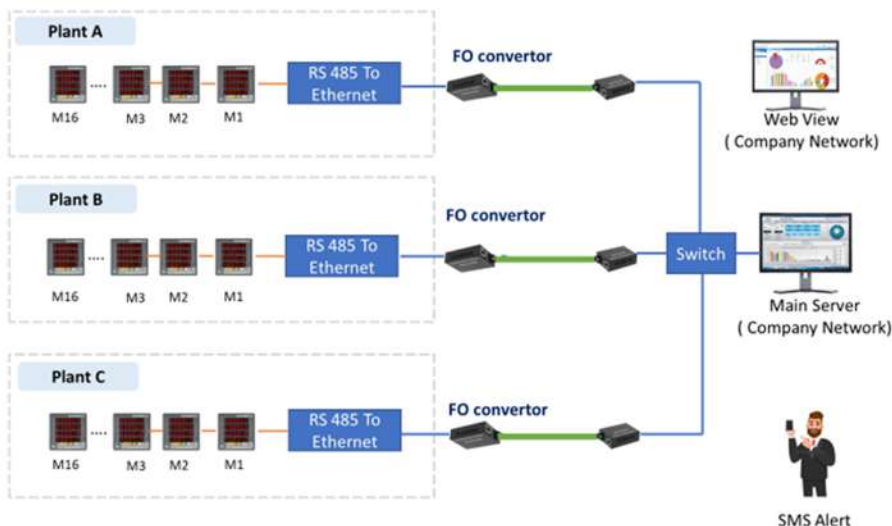 Plant A
RS 485 To
Ethernet
M16
M3
M2
M1
FO convertor
Web View
( Company Network)
Plant B
RS 485 To
Ethernet
M16
M3
M2
M1
FO convertor
Switch
Main Server
( Company Network)
Plant C
RS 485 To
Ethernet
M16
M3
M2
M1
FO convertor
SMS Alert